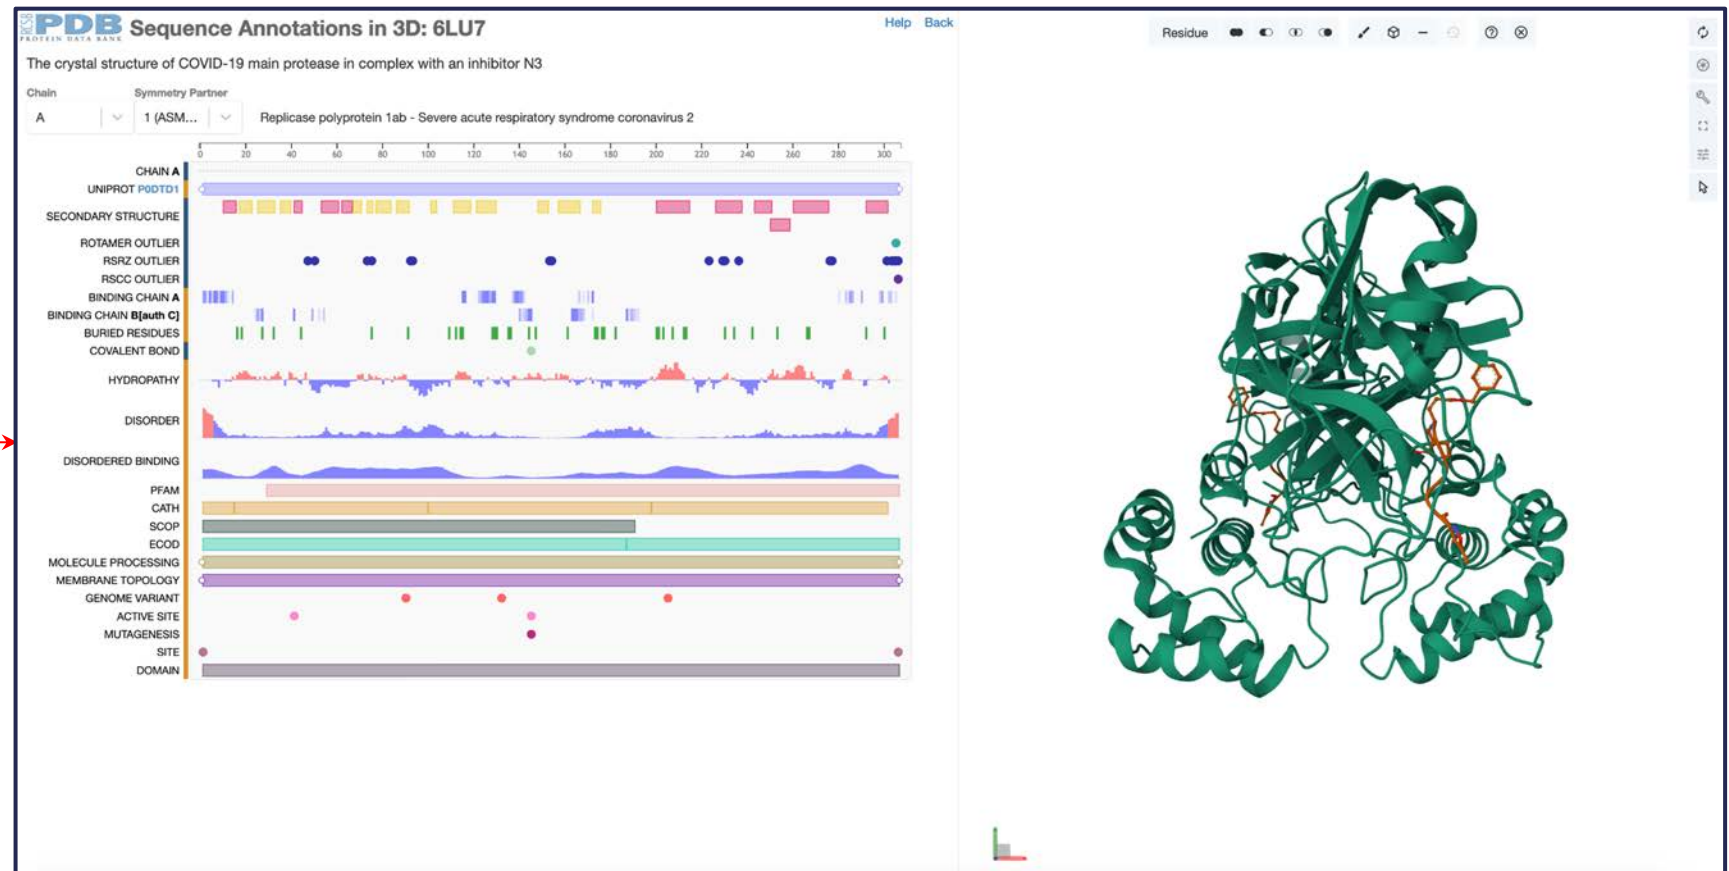 RCSB PDB Sequence Annotations in 3D: 6LU7
PROTEIN DATA BANK
Help Back
The crystal structure of COVID-19 main protease in complex with an inhibitor N3
Chain Symmetry Partner
A 1 (ASM... Replicase polyprotein 1ab - Severe acute respiratory syndrome coronavirus 2
0 20 40 60 80 100 120 140 160 180 200 220 240 260 280 300
CHAIN A
UNIPROT P0DTD1
SECONDARY STRUCTURE
ROTAMER OUTLIER
RSRZ OUTLIER
RSCC OUTLIER
BINDING CHAIN A
BINDING CHAIN B[auth C]
BURIED RESIDUES
COVALENT BOND
HYDROPATHY
DISORDER
DISORDERED BINDING
PFAM
CATH
SCOP
ECOD
MOLECULE PROCESSING
MEMBRANE TOPOLOGY
GENOME VARIANT
ACTIVE SITE
MUTAGENESIS
SITE
DOMAIN
Residue